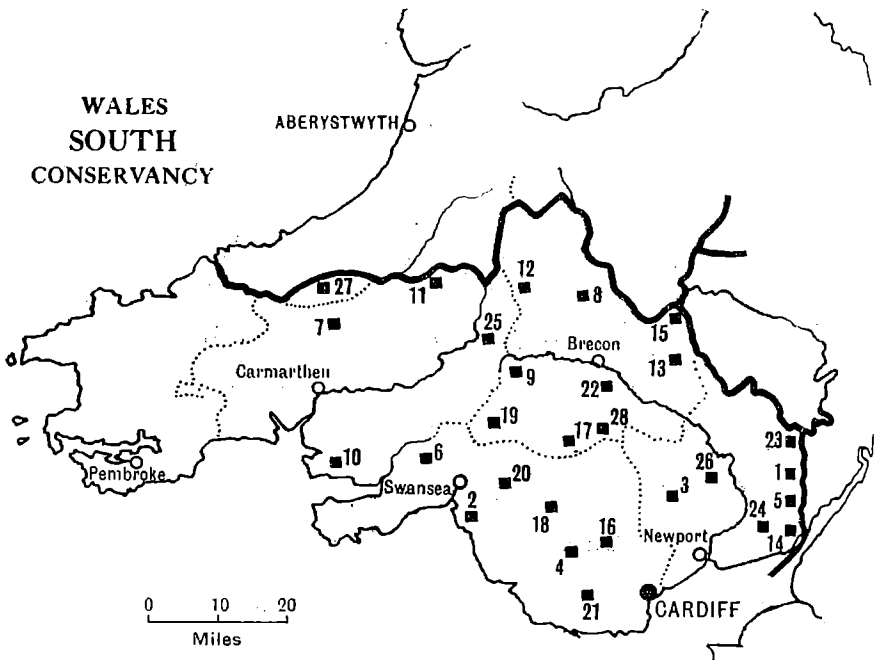 WALES
SOUTH
CONSERVANCY
ABERYSTWYTH
27
11
12
8
7
25
15
Brecon
13
Carmarthen
9
22
19
17
28
23
10
6
26
1
Pembroke
Swansea
20
3
5
2
18
24
16
Newport
14
4
21
CARDIFF
0 10 20
Miles